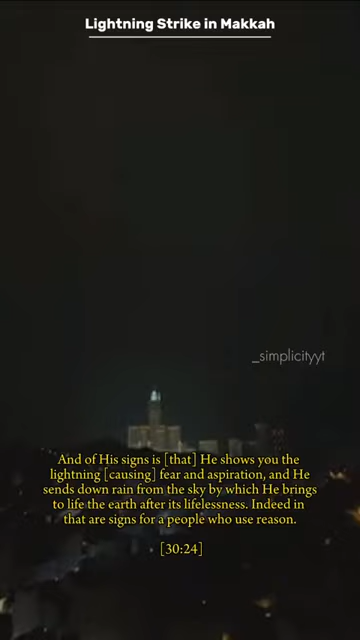 Lightning Strike in Makkah
_simplicityyt
And of His signs is [that] He shows you the
lightning [causing] fear and aspiration, and He
sends down rain from the sky by which He brings
to life the earth after its lifelessness. Indeed in
that are signs for a people who use reason.
[30:24]